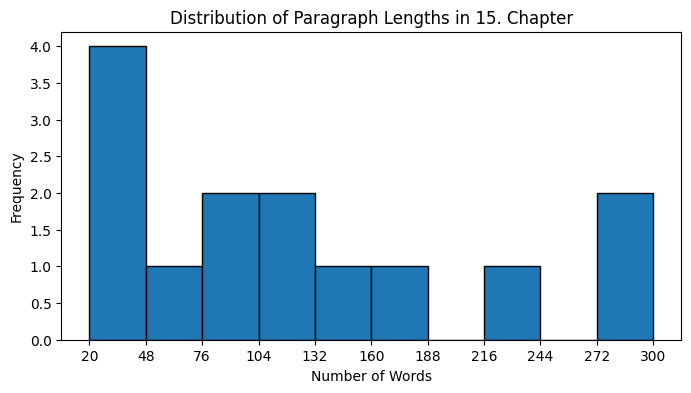 Distribution of Paragraph Lengths in 15. Chapter
4.0
3.5
3.0
2.5
2.0
1.5
1.0
0.5
0.0
Frequency
20 48 76 104 132 160 188 216 244 272 300
Number of Words